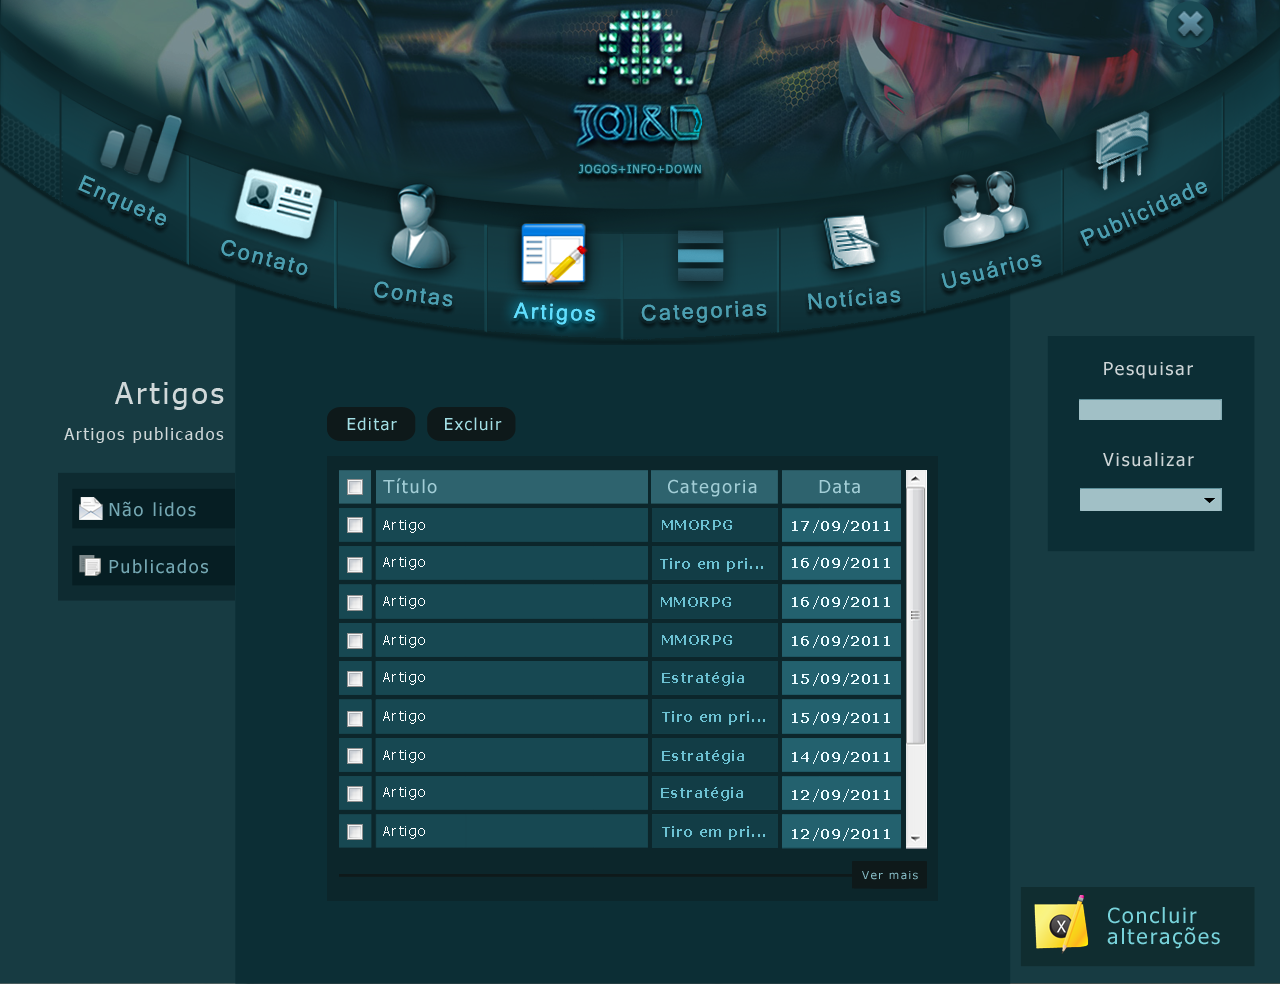 JOI&D
JOGOS+INFO+DOWN
Enquete
Contato
Contas
Artigos
Categorias
Notícias
Usuários
Publicidade
Artigos
Artigos publicados
Não lidos
Publicados
Editar
Excluir
Título Categoria Data
Artigo MMORPG 17/09/2011
Artigo Tiro em pri... 16/09/2011
Artigo MMORPG 16/09/2011
Artigo MMORPG 16/09/2011
Artigo Estratégia 15/09/2011
Artigo Tiro em pri... 15/09/2011
Artigo Estratégia 14/09/2011
Artigo Estratégia 12/09/2011
Artigo Tiro em pri... 12/09/2011
Ver mais
Pesquisar
Visualizar
X
Concluir
alterações